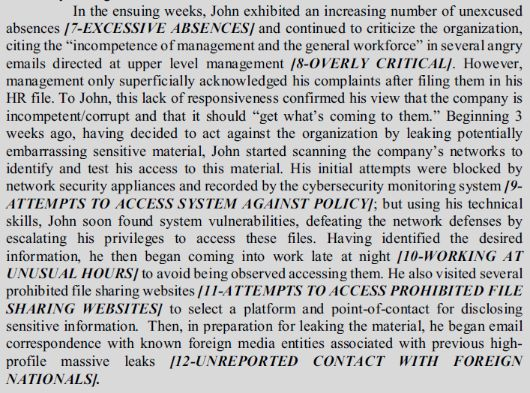 In the ensuing weeks, John exhibited an increasing number of unexcused
absences [7-EXCESSIVE ABSENCES] and continued to criticize the organization,
citing the “incompetence of management and the general workforce” in several angry
emails directed at upper level management [8-OVERLY CRITICAL]. However,
management only superficially acknowledged his complaints after filing them in his
HR file. To John, this lack of responsiveness confirmed his view that the company is
incompetent/corrupt and that it should “get what’s coming to them.” Beginning 3
weeks ago, having decided to act against the organization by leaking potentially
embarrassing sensitive material, John started scanning the company’s networks to
identify and test his access to this material. His initial attempts were blocked by
network security appliances and recorded by the cybersecurity monitoring system [9-
ATTEMPTS TO ACCESS SYSTEM AGAINST POLICY]; but using his technical
skills, John soon found system vulnerabilities, defeating the network defenses by
escalating his privileges to access these files. Having identified the desired
information, he then began coming into work late at night [10-WORKING AT
UNUSUAL HOURS] to avoid being observed accessing them. He also visited several
prohibited file sharing websites [11-ATTEMPTS TO ACCESS PROHIBITED FILE
SHARING WEBSITES] to select a platform and point-of-contact for disclosing
sensitive information. Then, in preparation for leaking the material, he began email
correspondence with known foreign media entities associated with previous high-
profile massive leaks [12-UNREPORTED CONTACT WITH FOREIGN
NATIONALS].